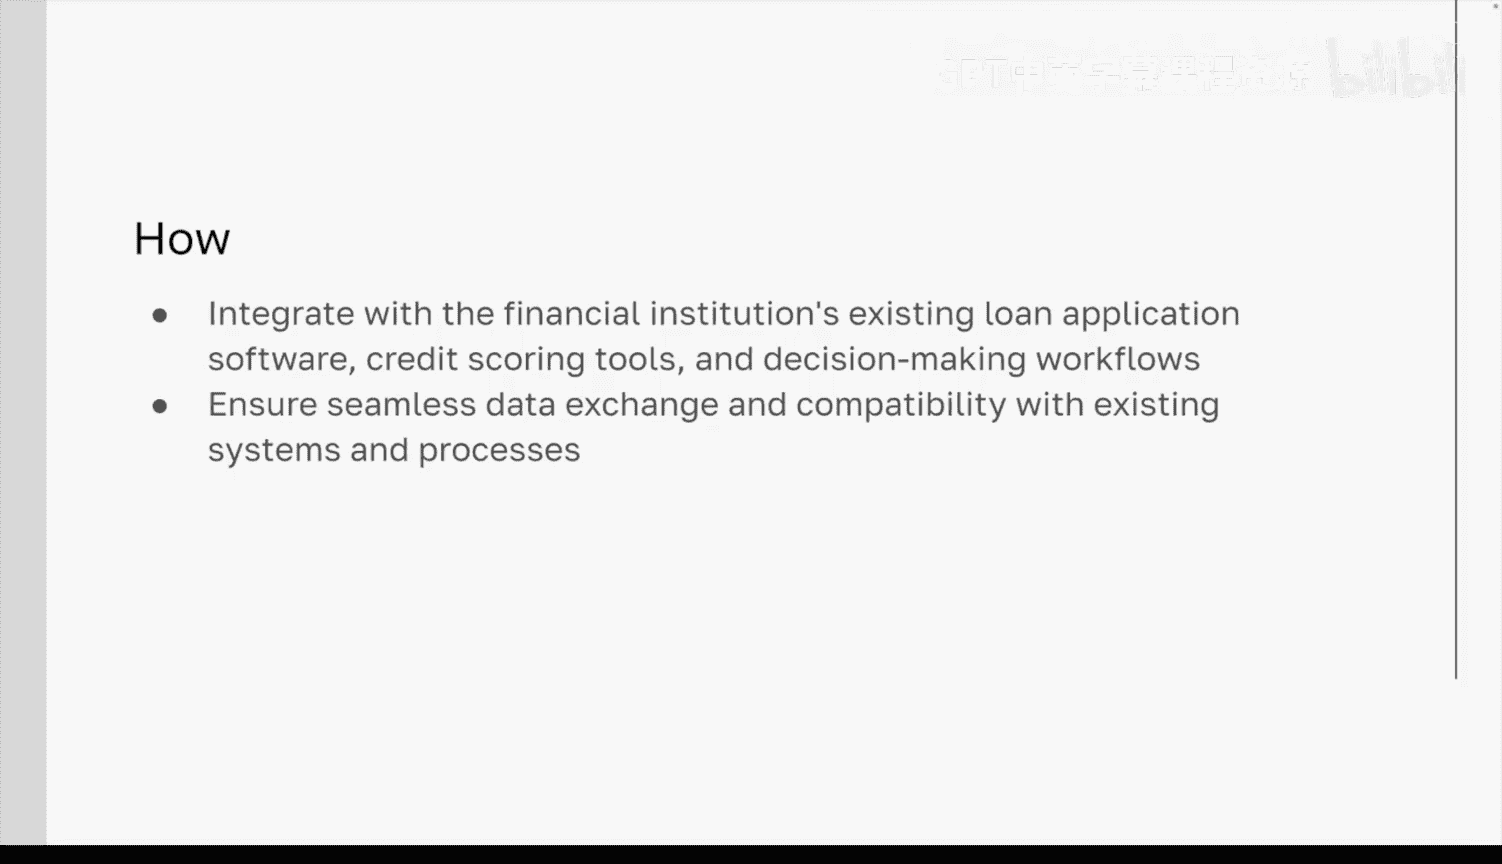 bilibili
How
● Integrate with the financial institution's existing loan application
software, credit scoring tools, and decision-making workflows
● Ensure seamless data exchange and compatibility with existing
systems and processes